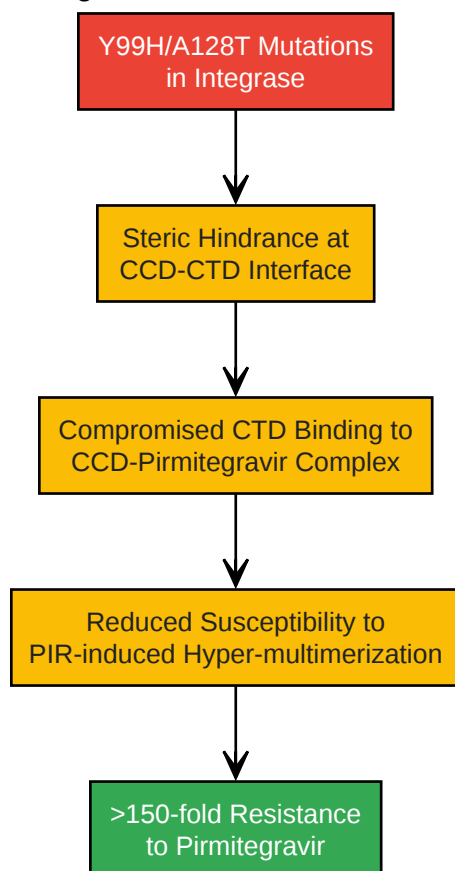 Y99H/A128T Mutations
in Integrase
Steric Hindrance at
CCD-CTD Interface
Compromised CTD Binding to
CCD-Pirmitegravir Complex
Reduced Susceptibility to
PIR-induced Hyper-multimerization
>150-fold Resistance
to Pirmitegravir